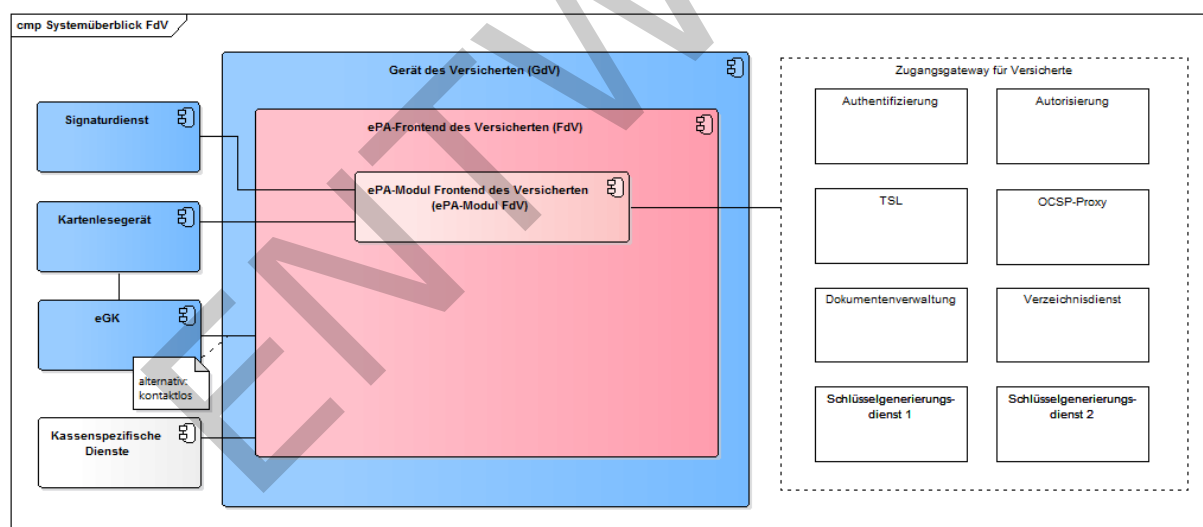 cmp Systemüberblick FdV
Signaturdienst
Kartenlesegerät
eGK
alternativ:
kontaktlos
Kassenspezifische
Dienste
Gerät des Versicherten (GdV)
ePA-Frontend des Versicherten (FdV)
ePA-Modul Frontend des Versicherten
(ePA-Modul FdV)
Zugangsgateway für Versicherte
Authentifizierung
Autorisierung
TSL
OCSP-Proxy
Dokumentenverwaltung
Verzeichnisdienst
Schlüsselgenerierungs-
dienst 1
Schlüsselgenerierungs-
dienst 2
ENTW